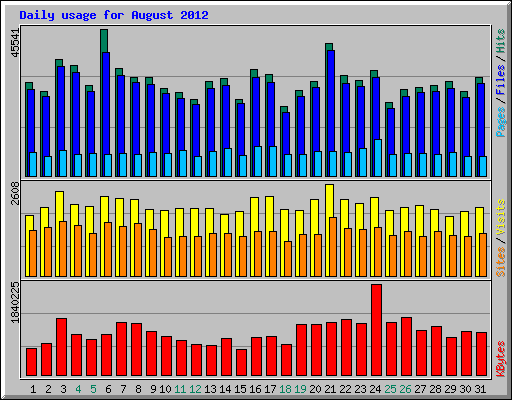 Daily usage for August 2012
45541
Pages / Files / Hits
2608
Sites / Visits
1840225
KBytes
1 2 3 4 5 6 7 8 9 10 11 12 13 14 15 16 17 18 19 20 21 22 23 24 25 26 27 28 29 30 31